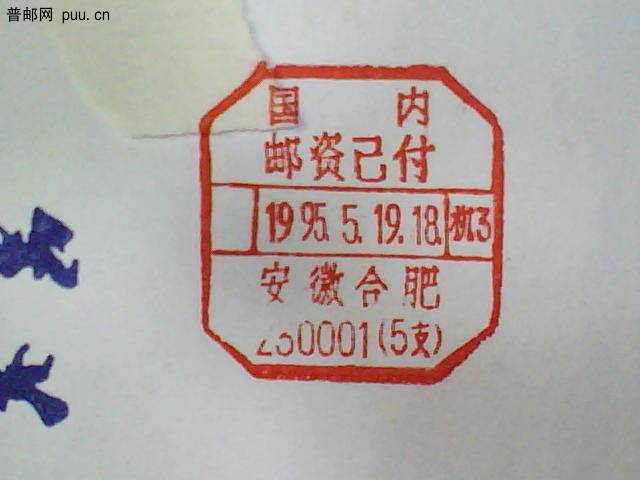 普邮网 puu.cn
国内
邮资已付
1995.5.19.18. 机3
安徽合肥
230001(5支)